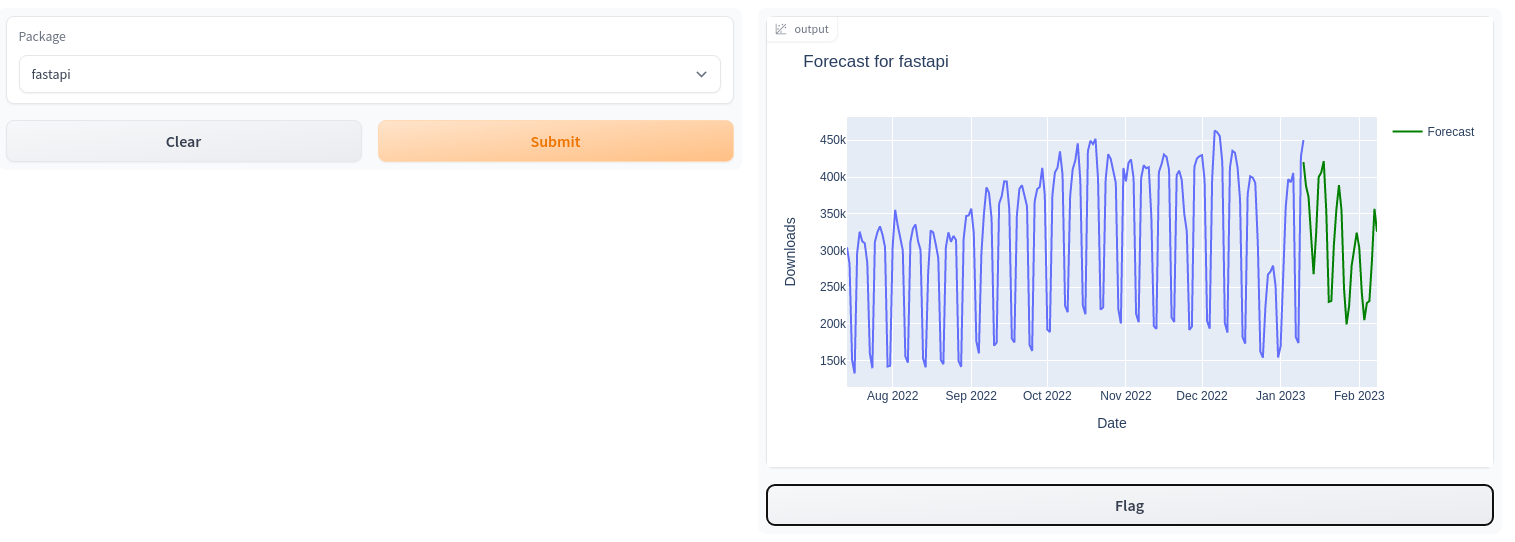 Package
fastapi
Clear
Submit
output
Forecast for fastapi
Forecast
450k
400k
350k
300k
250k
200k
150k
Downloads
Aug 2022
Sep 2022
Oct 2022
Nov 2022
Dec 2022
Jan 2023
Feb 2023
Date
Flag